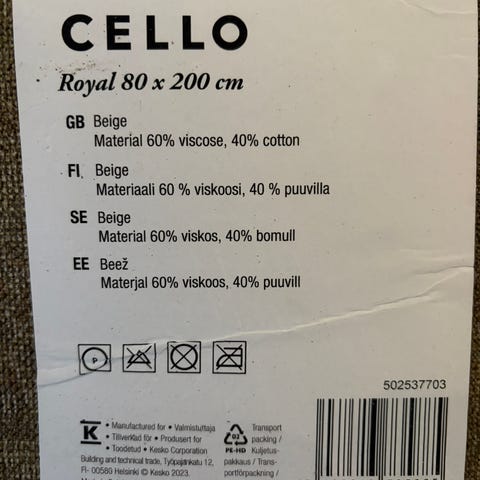 CELLO
Royal 80 x 200 cm
GB Beige
Material 60% viscose, 40% cotton
FI Beige
Materiaali 60 % viskoosi, 40 % puuvilla
SE Beige
Material 60% viskos, 40% bomull
EE Beež
Materjal 60% viskoos, 40% puuvill
P
502537703
K
• Manufactured for • Valmistuttaja
• Tillverkad för • Produsert for
• Toodetud • Kesko Corporation
Building and technical trade, Työpajankatu 12,
FI- 00580 Helsinki © Kesko 2023.
02
PE-HD
Transport
packing /
Kuljetus-
pakkaus / Trans-
portförpackning /